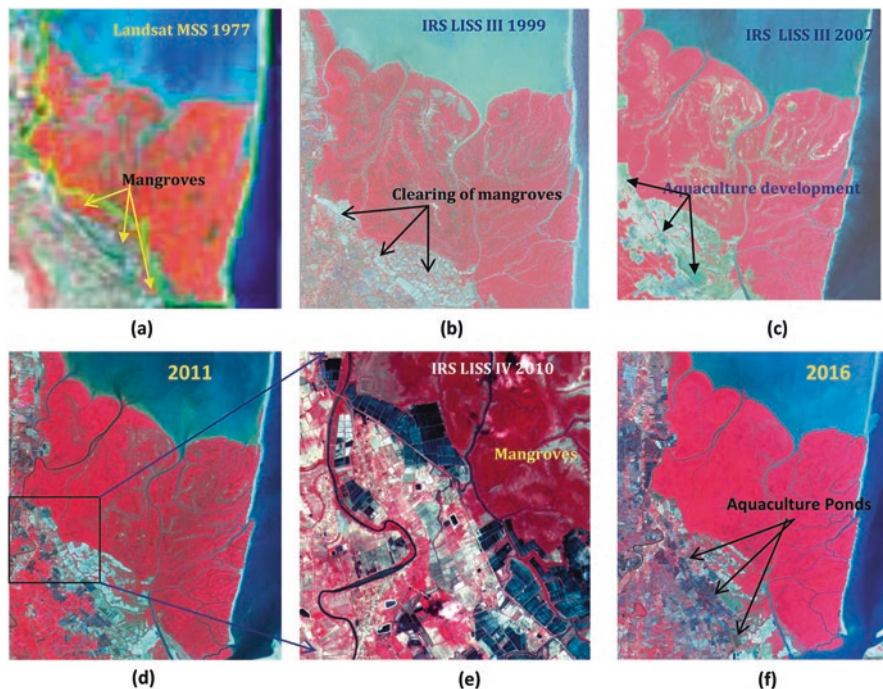 Landsat MSS 1977
Mangroves
(a)
IRS LISS III 1999
Clearing of mangroves
(b)
IRS LISS III 2007
Aquaculture development
(c)
2011
(d)
IRS LISS IV 2010
Mangroves
(e)
2016
Aquaculture Ponds
(f)